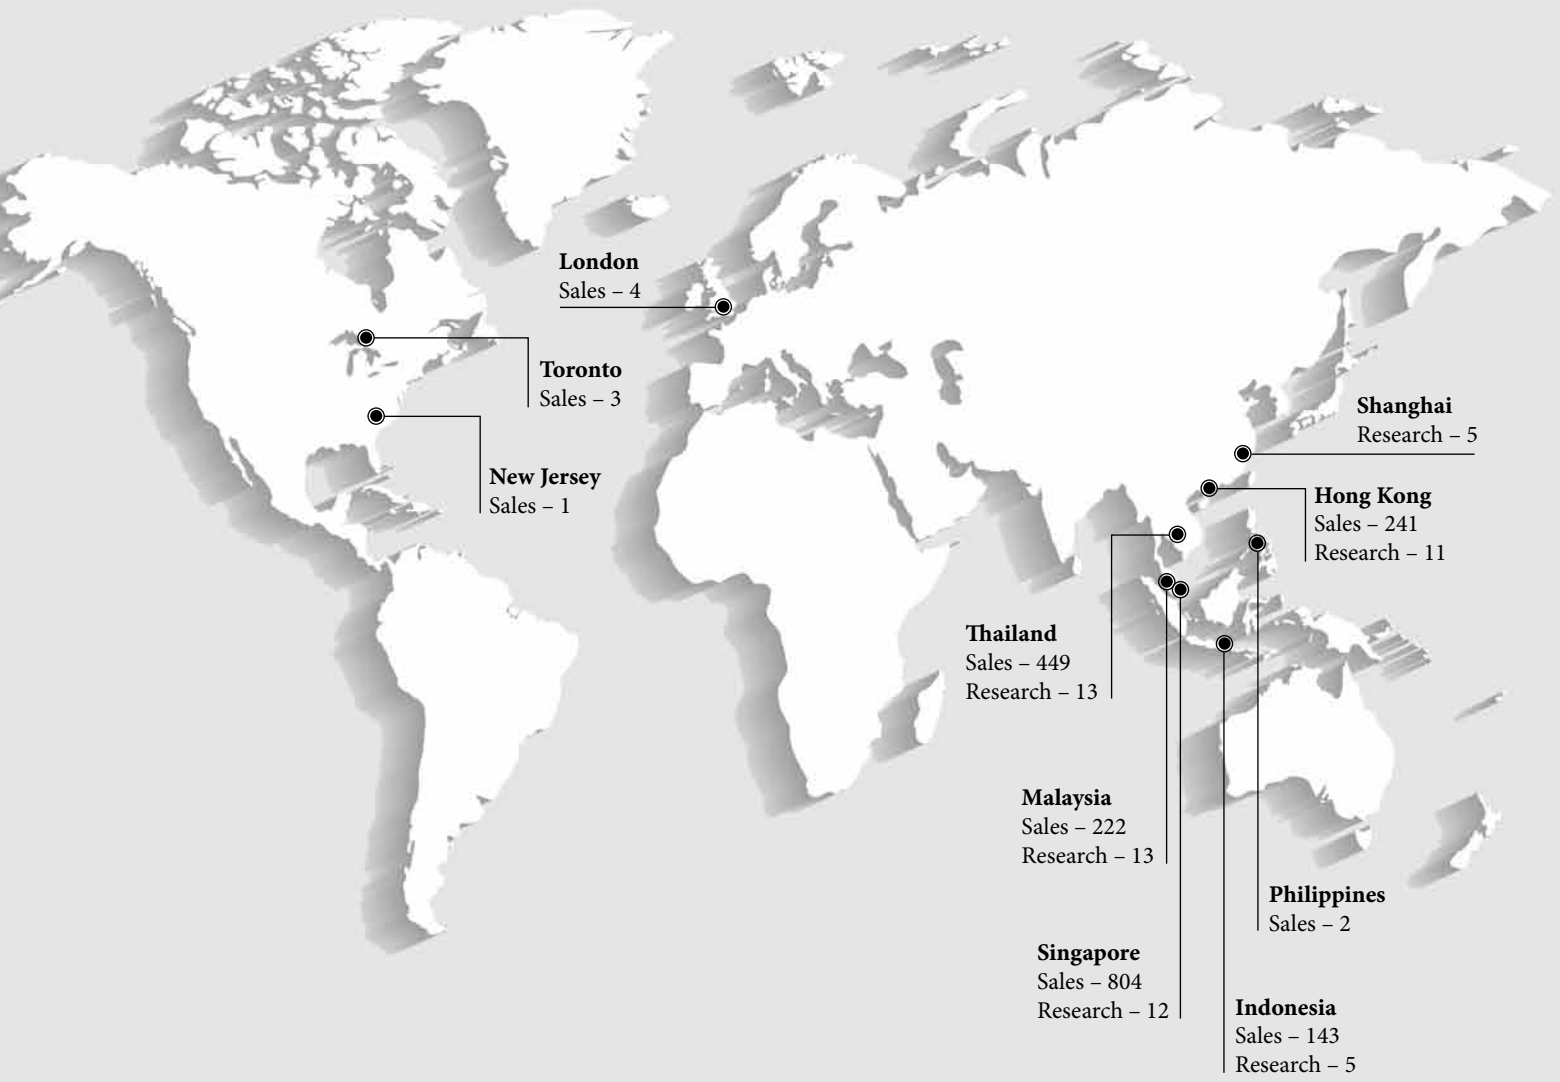 London
Sales – 4
Toronto
Sales – 3
New Jersey
Sales – 1
Shanghai
Research – 5
Hong Kong
Sales – 241
Research – 11
Thailand
Sales – 449
Research – 13
Malaysia
Sales – 222
Research – 13
Philippines
Sales – 2
Singapore
Sales – 804
Research – 12
Indonesia
Sales – 143
Research – 5